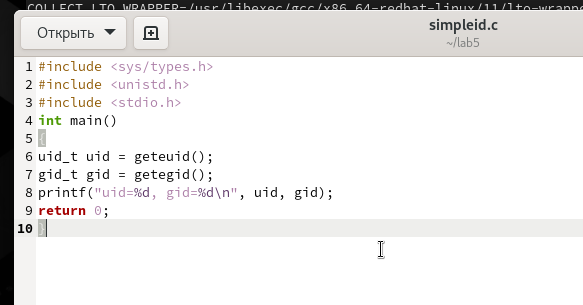 COLLECT_LTO_WRAPPER=/usr/libexec/gcc/x86_64-redhat-linux/11/lto-wrappe
Открыть
simpleid.c
~/lab5
1 #include <sys/types.h>
2 #include <unistd.h>
3 #include <stdio.h>
4 int main()
5 {
6 uid_t uid = geteuid();
7 gid_t gid = getegid();
8 printf("uid=%d, gid=%d\n", uid, gid);
9 return 0;
10 }